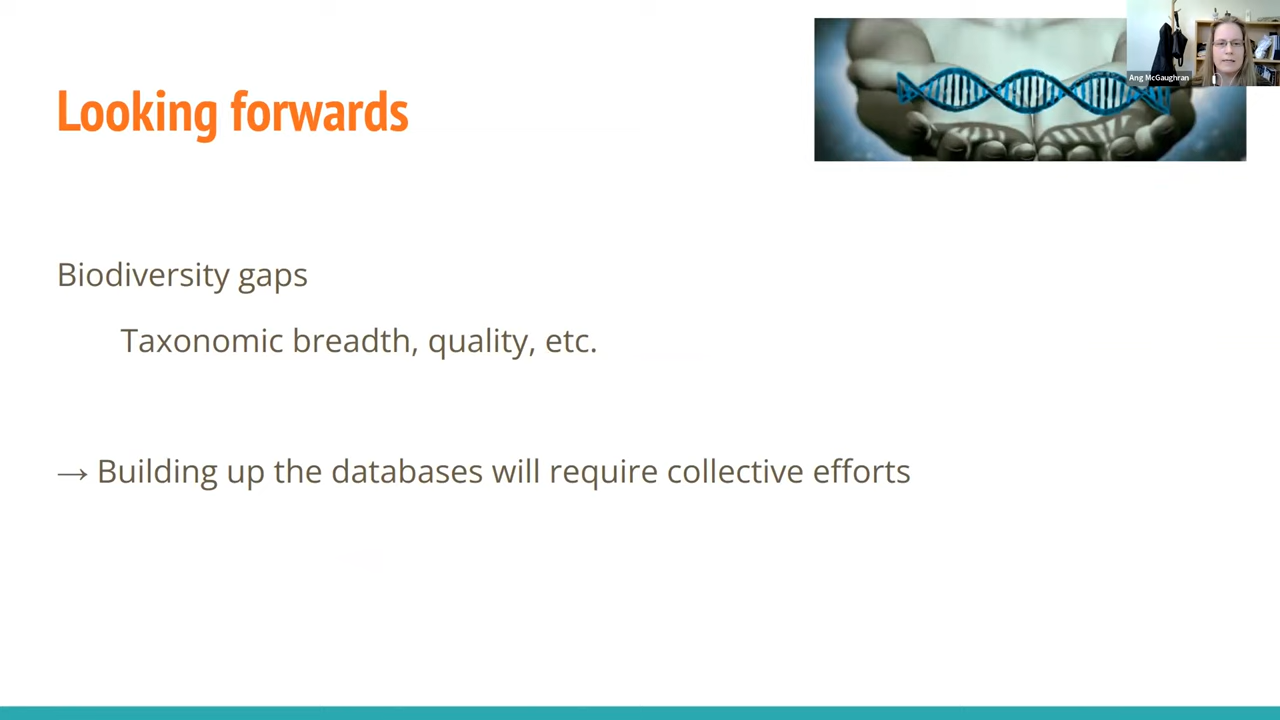 Ang McGaughran
Looking forwards
Biodiversity gaps
Taxonomic breadth, quality, etc.
→ Building up the databases will require collective efforts